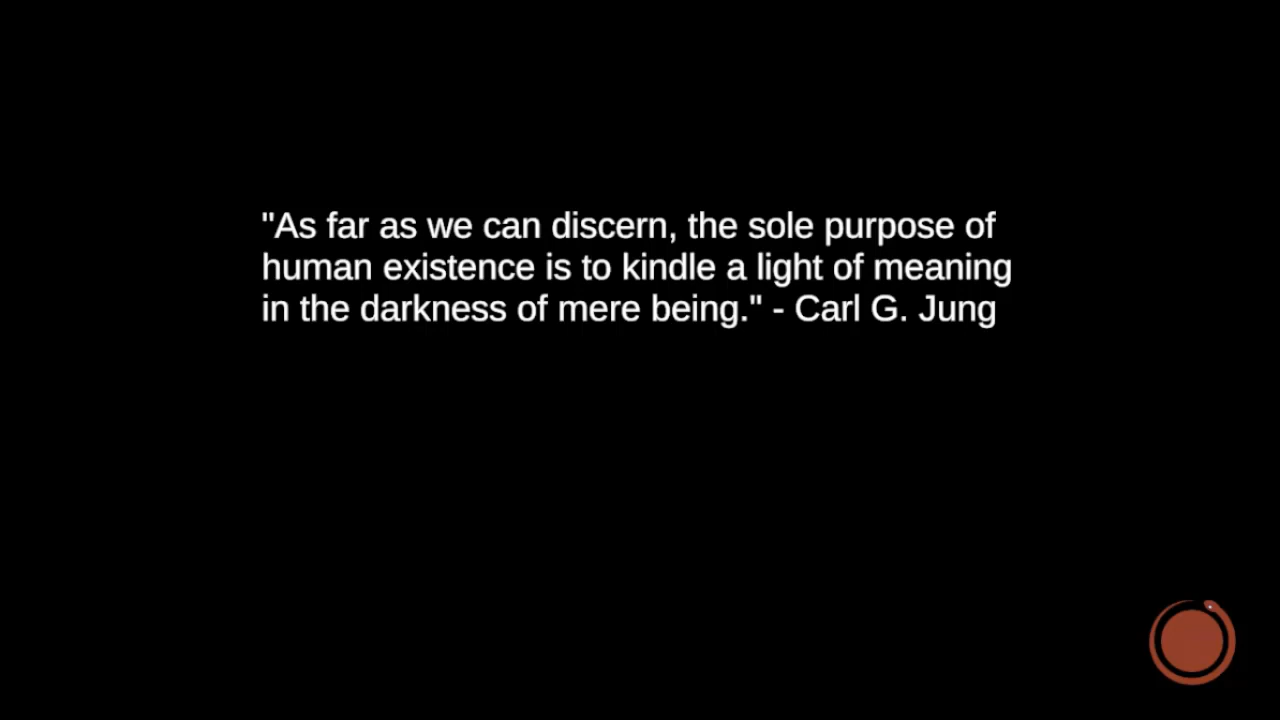 "As far as we can discern, the sole purpose of
human existence is to kindle a light of meaning
in the darkness of mere being." - Carl G. Jung